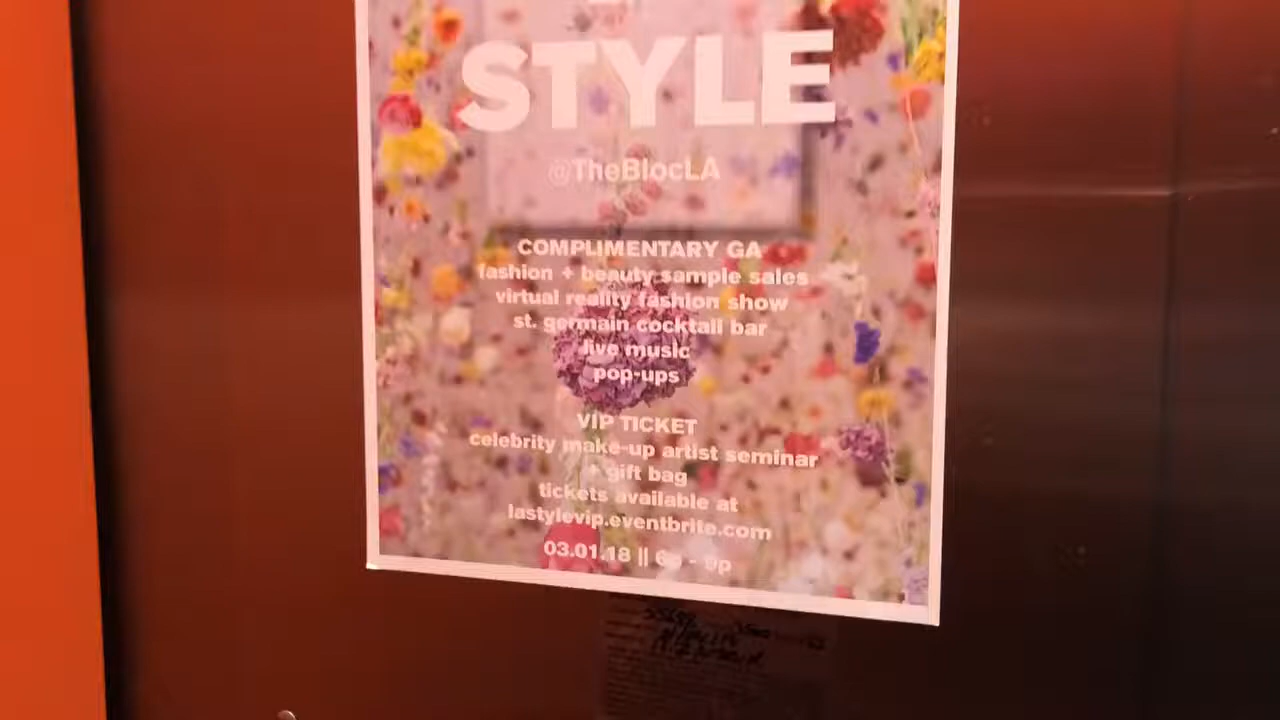 STYLE
@TheBlocLA
COMPLIMENTARY GA
fashion + beauty sample sales
virtual reality fashion show
st. germain cocktail bar
live music
pop-ups
VIP TICKET
celebrity make-up artist seminar
+ gift bag
tickets available at
lastylevip.eventbrite.com
03.01.18 || 6p - 9p